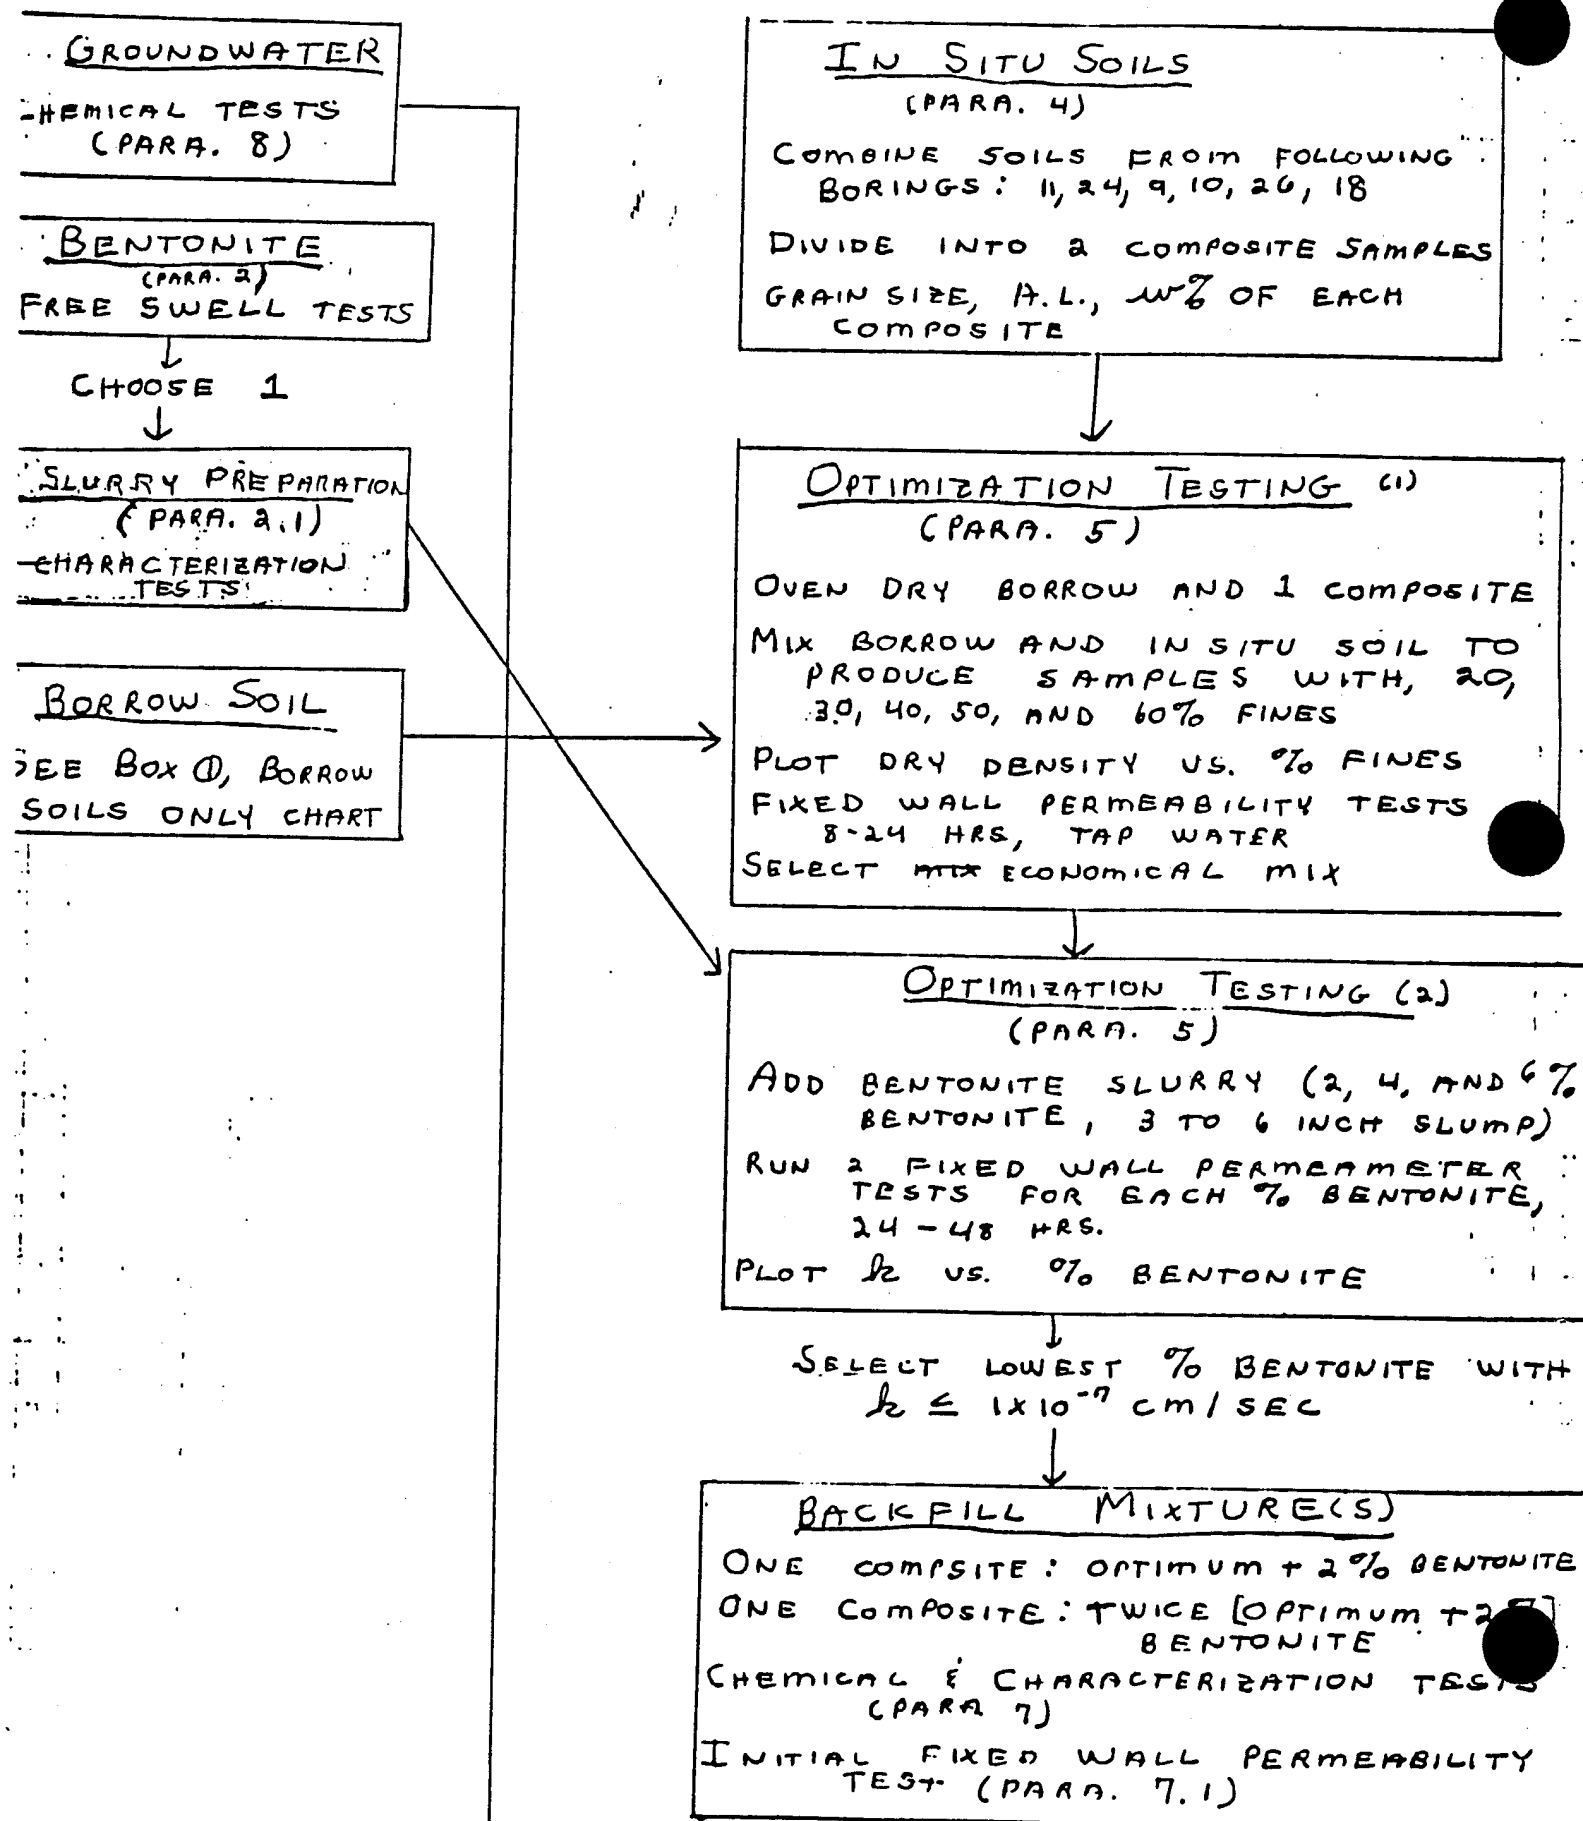 GROUNDWATER
HEMICAL TESTS
(PARA. 8)
BENTONITE
(PARA. 2)
FREE SWELL TESTS
CHOOSE 1
SLURRY PREPARATION
(PARA. 2.1)
CHARACTERIZATION
TESTS
BORROW SOIL
SEE BOX ①, BORROW
SOILS ONLY CHART
IN SITU SOILS
(PARA. 4)
COMBINE SOILS FROM FOLLOWING
BORINGS: 11, 24, 9, 10, 26, 18
DIVIDE INTO 2 COMPOSITE SAMPLES
GRAIN SIZE, A.L., w% OF EACH
COMPOSITE
OPTIMIZATION TESTING (1)
(PARA. 5)
OVEN DRY BORROW AND 1 COMPOSITE
MIX BORROW AND IN SITU SOIL TO
PRODUCE SAMPLES WITH, 20,
30, 40, 50, AND 60% FINES
PLOT DRY DENSITY VS. % FINES
FIXED WALL PERMEABILITY TESTS
8-24 HRS, TAP WATER
SELECT MIX ECONOMICAL MIX
OPTIMIZATION TESTING (2)
(PARA. 5)
ADD BENTONITE SLURRY (2, 4, AND 6%
BENTONITE, 3 TO 6 INCH SLUMP)
RUN 2 FIXED WALL PERMEAMETER
TESTS FOR EACH % BENTONITE,
24-48 HRS.
PLOT k VS. % BENTONITE
SELECT LOWEST % BENTONITE WITH
k ≤ 1x10⁻⁷ cm/SEC
BACKFILL MIXTURE(S)
ONE COMPSITE: OPTIMUM + 2% BENTONITE
ONE COMPOSITE: TWICE [OPTIMUM + 2]
BENTONITE
CHEMICAL & CHARACTERIZATION TESTS
(PARA 7)
INITIAL FIXED WALL PERMEABILITY
TEST (PARA. 7.1)